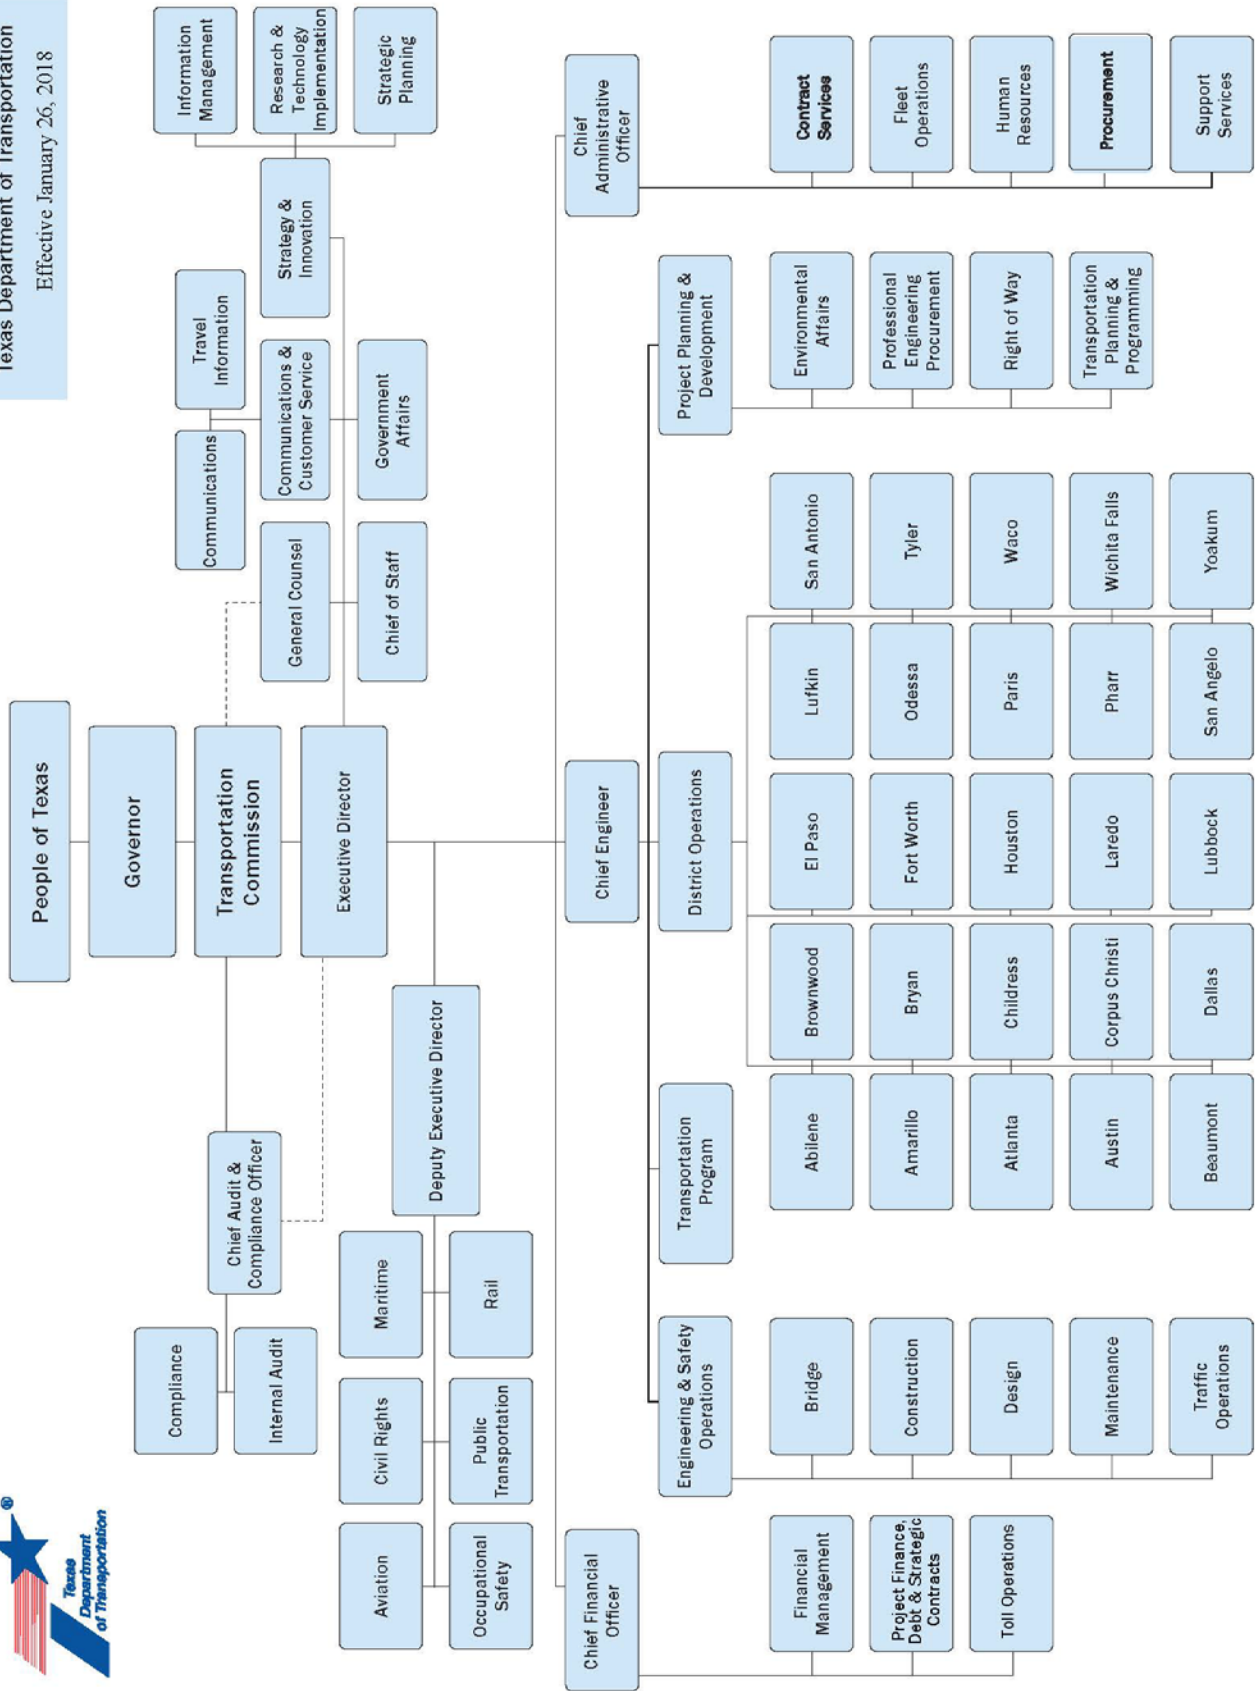 Texas Department of Transportation
Effective January 26, 2018
®
Texas
Department
of Transportation
People of Texas
Governor
Transportation
Commission
Executive Director
Chief Audit &
Compliance Officer
Compliance
Internal Audit
General Counsel
Chief of Staff
Communications
Travel
Information
Communications &
Customer Service
Government
Affairs
Strategy &
Innovation
Information
Management
Research &
Technology
Implementation
Strategic
Planning
Deputy Executive Director
Aviation
Civil Rights
Maritime
Occupational
Safety
Public
Transportation
Rail
Chief Financial
Officer
Chief Engineer
Chief
Administrative
Officer
Financial
Management
Project Finance,
Debt & Strategic
Contracts
Toll Operations
Engineering & Safety
Operations
Bridge
Construction
Design
Maintenance
Traffic
Operations
Transportation
Program
District Operations
Abilene
Brownwood
El Paso
Lufkin
San Antonio
Amarillo
Bryan
Fort Worth
Odessa
Tyler
Atlanta
Childress
Houston
Paris
Waco
Austin
Corpus Christi
Laredo
Pharr
Wichita Falls
Beaumont
Dallas
Lubbock
San Angelo
Yoakum
Project Planning &
Development
Environmental
Affairs
Professional
Engineering
Procurement
Right of Way
Transportation
Planning &
Programming
Contract
Services
Fleet
Operations
Human
Resources
Procurement
Support
Services